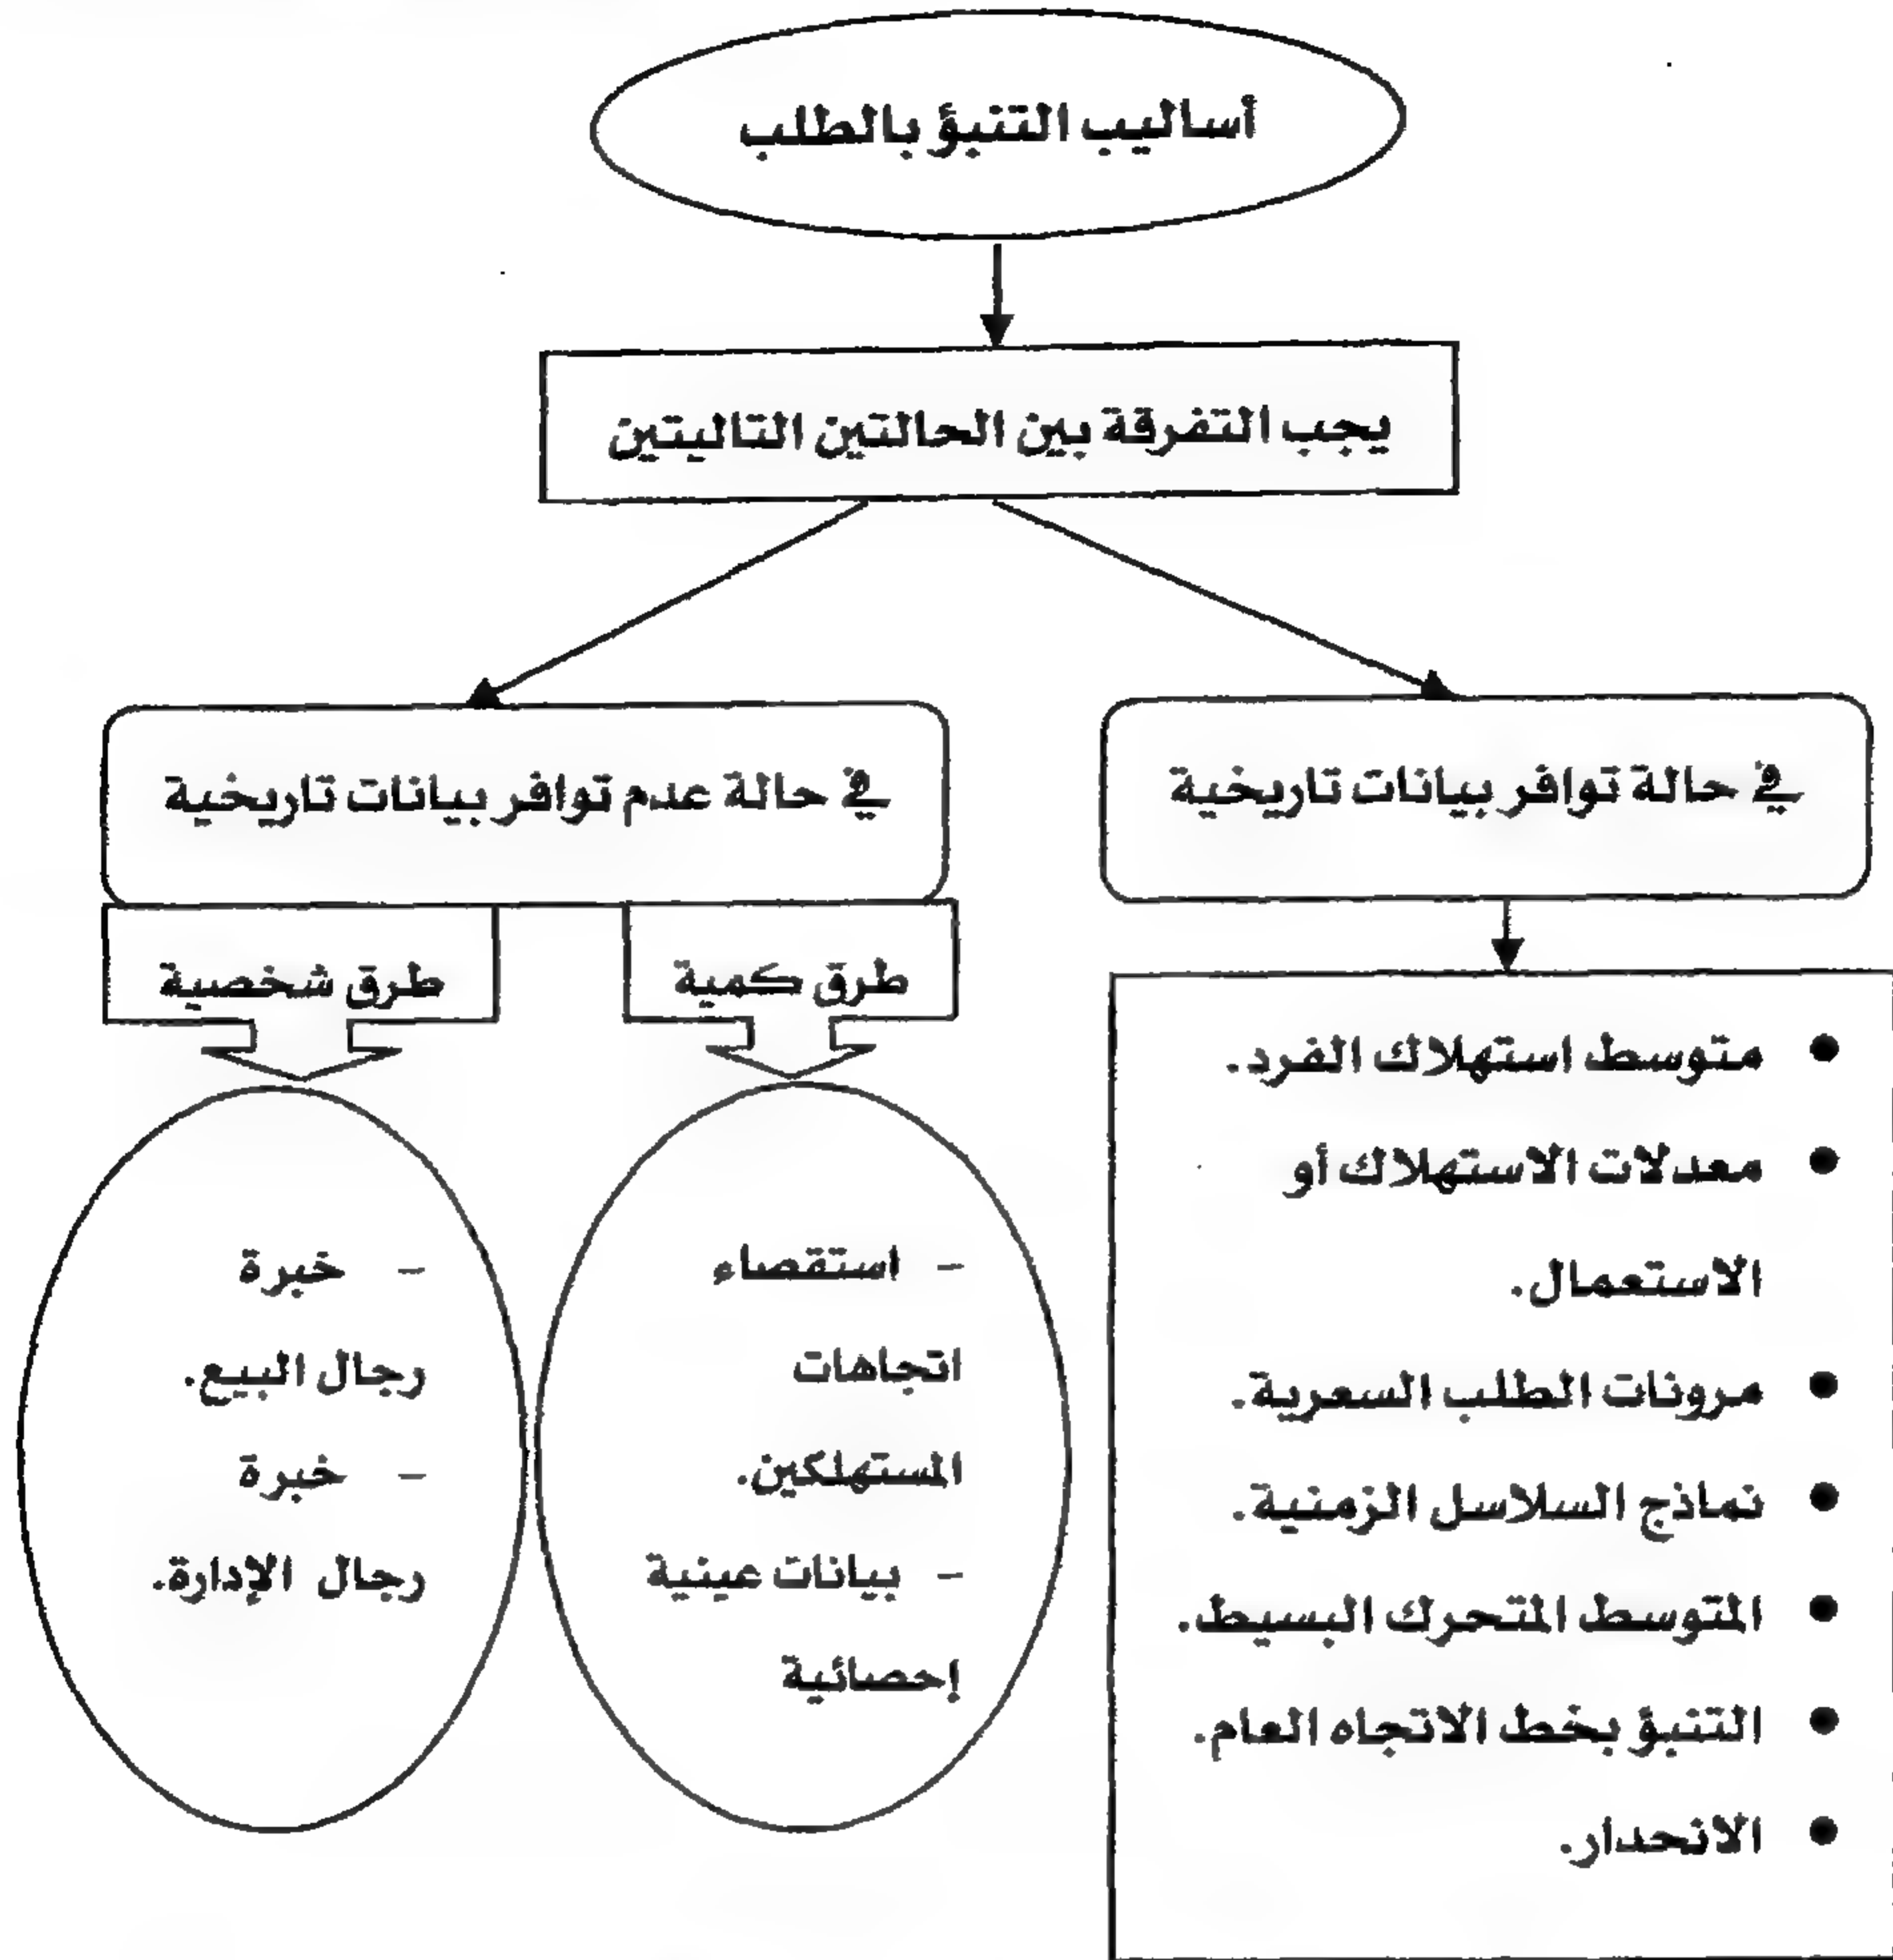 أساليب التنبؤ بالطلب
يجب التفرقة بين الحالتين التاليتين
في حالة توافر بيانات تاريخية
في حالة عدم توافر بيانات تاريخية
• متوسط استهلاك الفرد.
• معدلات الاستهلاك أو
الاستعمال.
• مرونات الطلب السعرية.
• نماذج السلاسل الزمنية.
• المتوسط المتحرك البسيط.
• التنبؤ بخط الاتجاه العام.
• الانحدار.
طرق كمية
- استقصاء
اتجاهات
المستهلكين.
- بيانات عينية
إحصائية
طرق شخصية
- خبرة
رجال البيع.
- خبرة
رجال الإدارة.